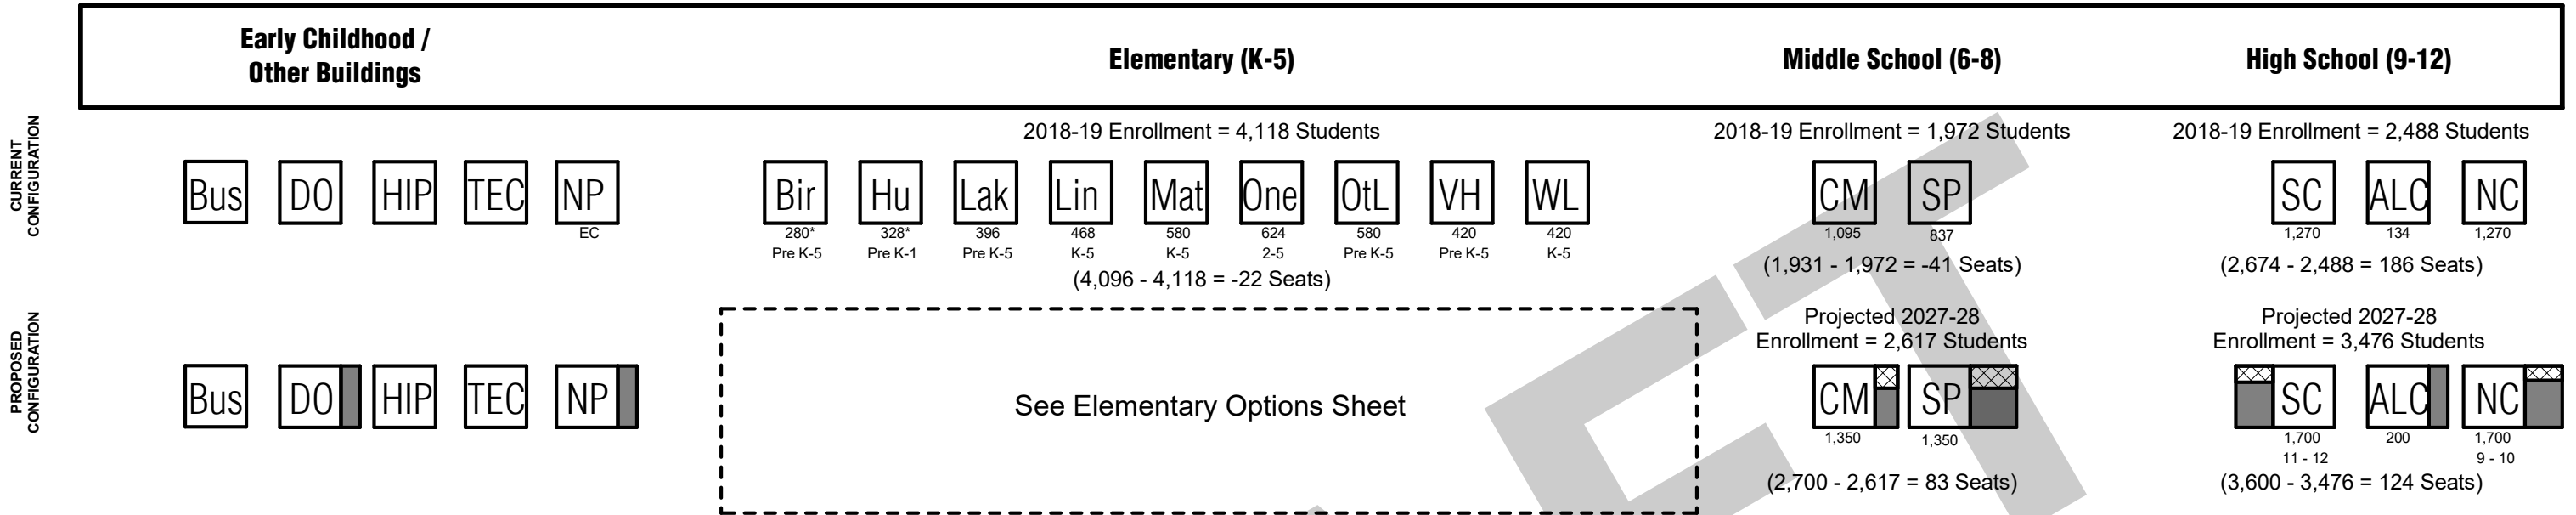 Early Childhood /
Other Buildings
Elementary (K-5)
Middle School (6-8)
High School (9-12)
CURRENT
CONFIGURATION
2018-19 Enrollment = 4,118 Students
2018-19 Enrollment = 1,972 Students
2018-19 Enrollment = 2,488 Students
Bus DO HIP TEC NP
EC
Bir Hu Lak Lin Mat One OtL VH WL
280* 328* 396 468 580 624 580 420 420
Pre K-5 Pre K-1 Pre K-5 K-5 K-5 2-5 Pre K-5 Pre K-5 K-5
(4,096 - 4,118 = -22 Seats)
CM SP
1,095 837
(1,931 - 1,972 = -41 Seats)
SC ALC NC
1,270 134 1,270
(2,674 - 2,488 = 186 Seats)
PROPOSED
CONFIGURATION
Bus DO HIP TEC NP
See Elementary Options Sheet
Projected 2027-28
Enrollment = 2,617 Students
CM SP
1,350 1,350
(2,700 - 2,617 = 83 Seats)
Projected 2027-28
Enrollment = 3,476 Students
SC ALC NC
1,700 200 1,700
11 - 12 9 - 10
(3,600 - 3,476 = 124 Seats)